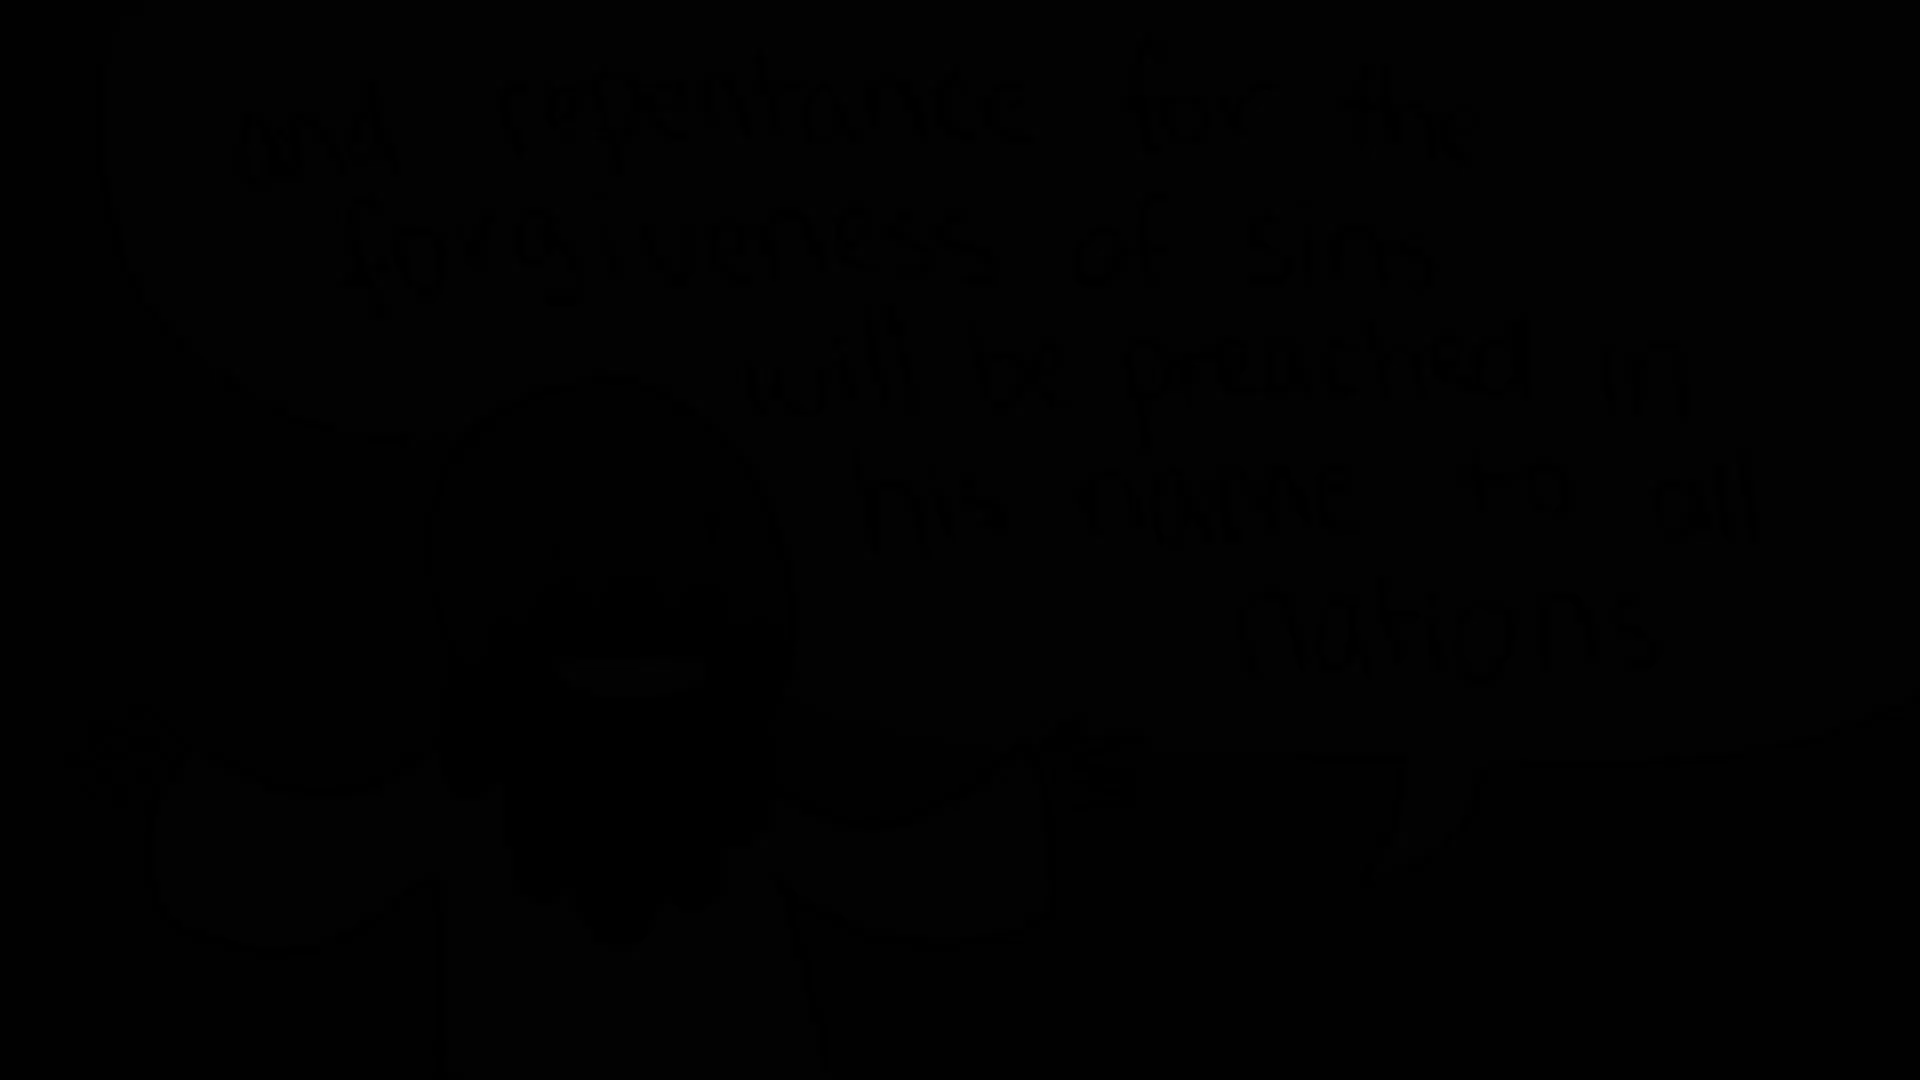 and repentance for the
forgiveness of sins
will be preached in
his name to all
nations